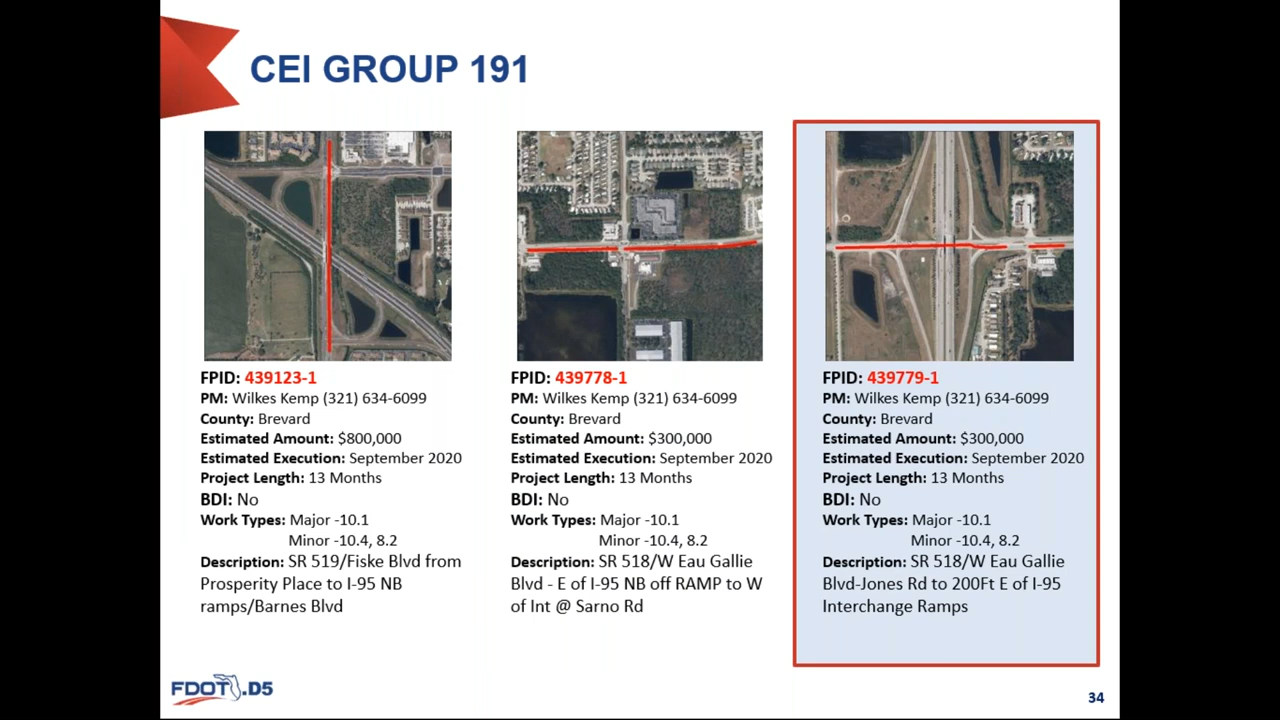 CEI GROUP 191
FPID: 439123-1
PM: Wilkes Kemp (321) 634-6099
County: Brevard
Estimated Amount: $800,000
Estimated Execution: September 2020
Project Length: 13 Months
BDI: No
Work Types: Major -10.1
Minor -10.4, 8.2
Description: SR 519/Fiske Blvd from
Prosperity Place to I-95 NB
ramps/Barnes Blvd
FPID: 439778-1
PM: Wilkes Kemp (321) 634-6099
County: Brevard
Estimated Amount: $300,000
Estimated Execution: September 2020
Project Length: 13 Months
BDI: No
Work Types: Major -10.1
Minor -10.4, 8.2
Description: SR 518/W Eau Gallie
Blvd - E of I-95 NB off RAMP to W
of Int @ Sarno Rd
FPID: 439779-1
PM: Wilkes Kemp (321) 634-6099
County: Brevard
Estimated Amount: $300,000
Estimated Execution: September 2020
Project Length: 13 Months
BDI: No
Work Types: Major -10.1
Minor -10.4, 8.2
Description: SR 518/W Eau Gallie
Blvd-Jones Rd to 200Ft E of I-95
Interchange Ramps
FDOT.D5
34